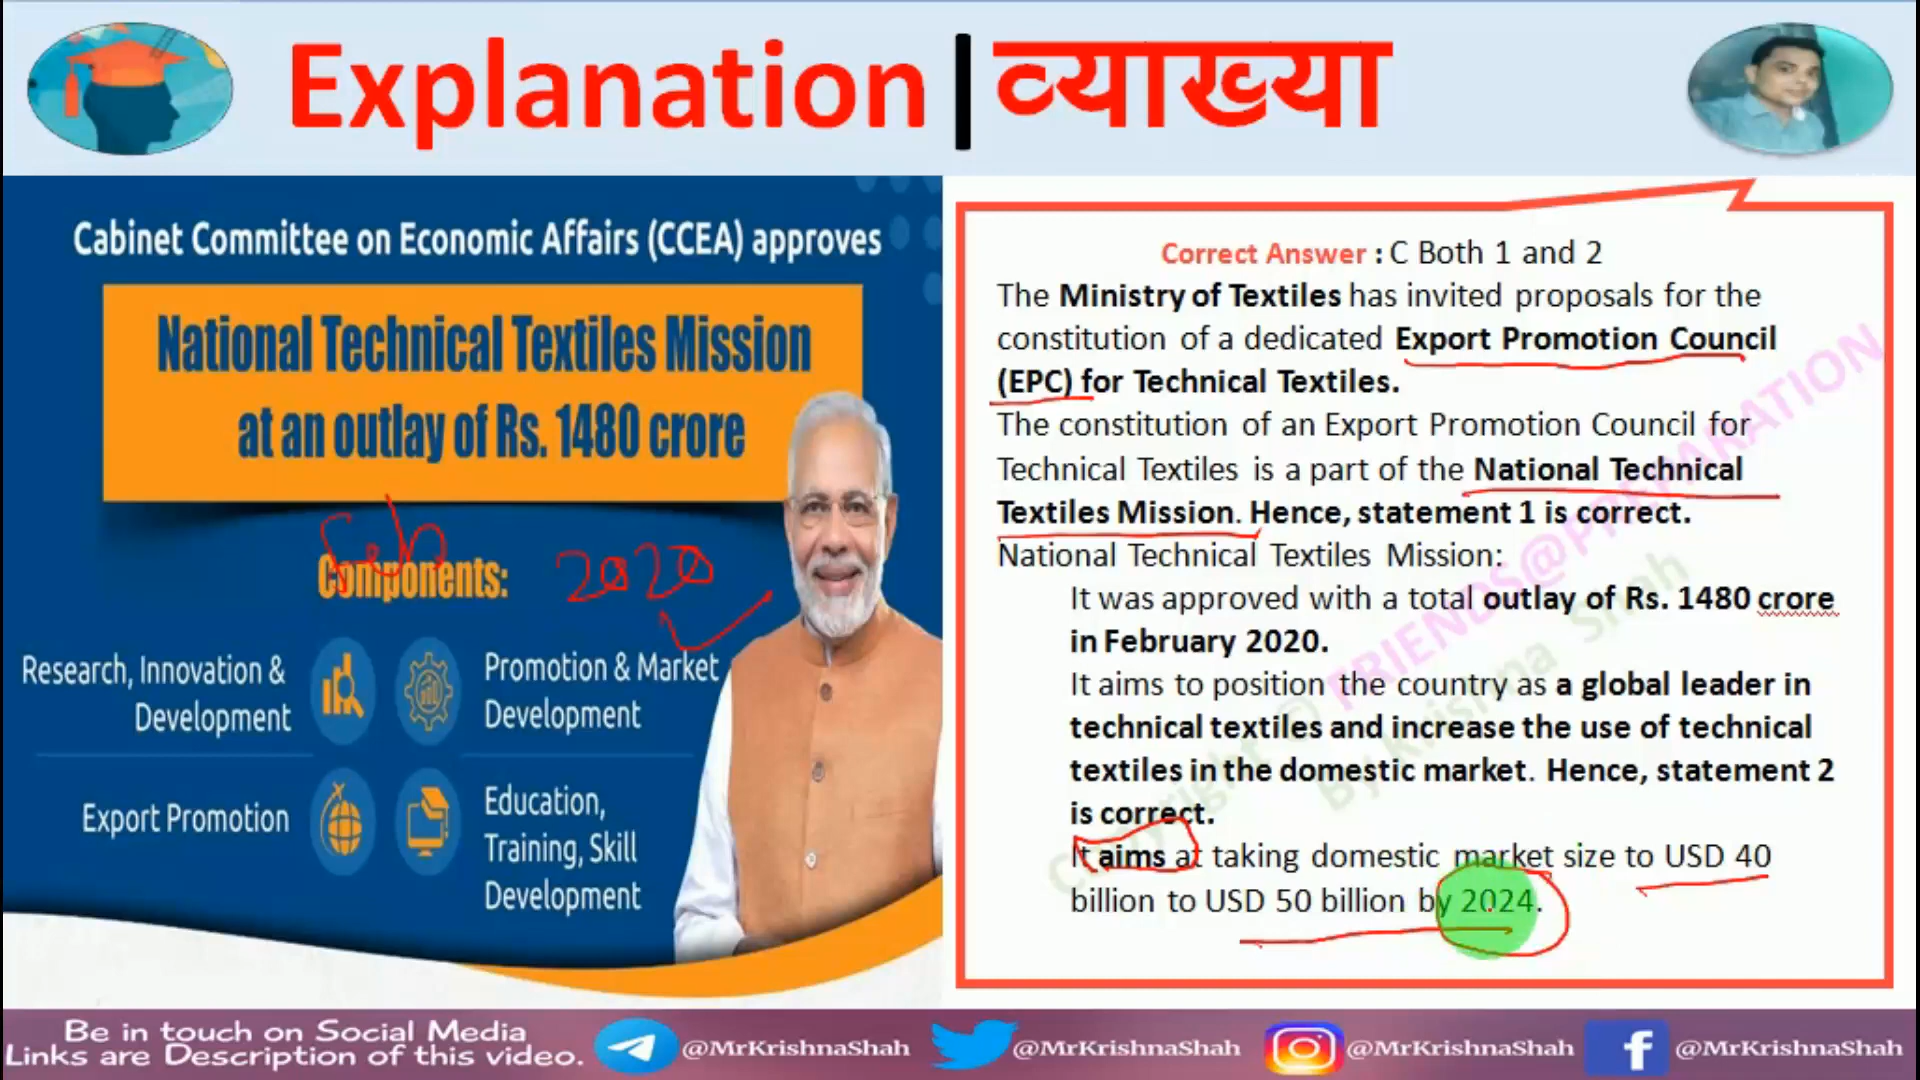 Explanation|व्याख्या
Cabinet Committee on Economic Affairs (CCEA) approves
National Technical Textiles Mission
at an outlay of Rs. 1480 crore
Feb 2020
Components:
Research, Innovation &
Development
Promotion & Market
Development
Export Promotion
Education,
Training, Skill
Development
Correct Answer : C Both 1 and 2
The Ministry of Textiles has invited proposals for the
constitution of a dedicated Export Promotion Council
(EPC) for Technical Textiles.
The constitution of an Export Promotion Council for
Technical Textiles is a part of the National Technical
Textiles Mission. Hence, statement 1 is correct.
National Technical Textiles Mission:
It was approved with a total outlay of Rs. 1480 crore
in February 2020.
It aims to position the country as a global leader in
technical textiles and increase the use of technical
textiles in the domestic market. Hence, statement 2
is correct.
It aims at taking domestic market size to USD 40
billion to USD 50 billion by 2024.
Copyright © FRIENDS@PREPARATION
By Krishna Shah
Be in touch on Social Media
Links are Description of this video.
@MrKrishnaShah
@MrKrishnaShah
@MrKrishnaShah
@MrKrishnaShah